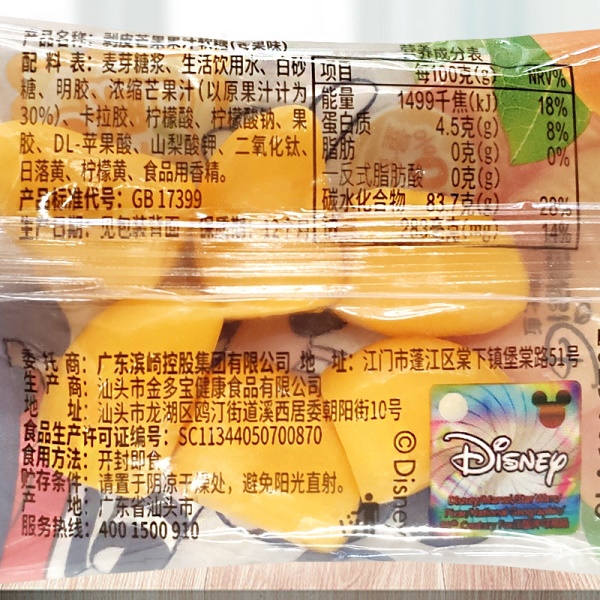 产品名称：剥皮芒果果汁软糖(芒果味)
配料表：麦芽糖浆、生活饮用水、白砂
糖、明胶、浓缩芒果汁(以原果汁计为
30%)、卡拉胶、柠檬酸、柠檬酸钠、果
胶、DL-苹果酸、山梨酸钾、二氧化钛、
日落黄、柠檬黄、食品用香精。
产品标准代号：GB 17399
生产日期：见包装背面
营养成分表
项目 每100克(g) NRV%
能量 1499千焦(kJ) 18%
蛋白质 4.5克(g) 8%
脂肪 0克(g) 0%
一反式脂肪酸 0克(g)
碳水化合物 83.7克(g) 28%
283毫克(mg) 14%
委托商：广东滨崎控股集团有限公司 地址：江门市蓬江区棠下镇堡棠路51号
生产商：汕头市金多宝健康食品有限公司
地址：汕头市龙湖区鸥汀街道溪西居委朝阳街10号
食品生产许可证编号：SC11344050700870
食用方法：开封即食
贮存条件：请置于阴凉干燥处，避免阳光直射。
产地：广东省汕头市
服务热线：400 1500 910
©Disney
Disney